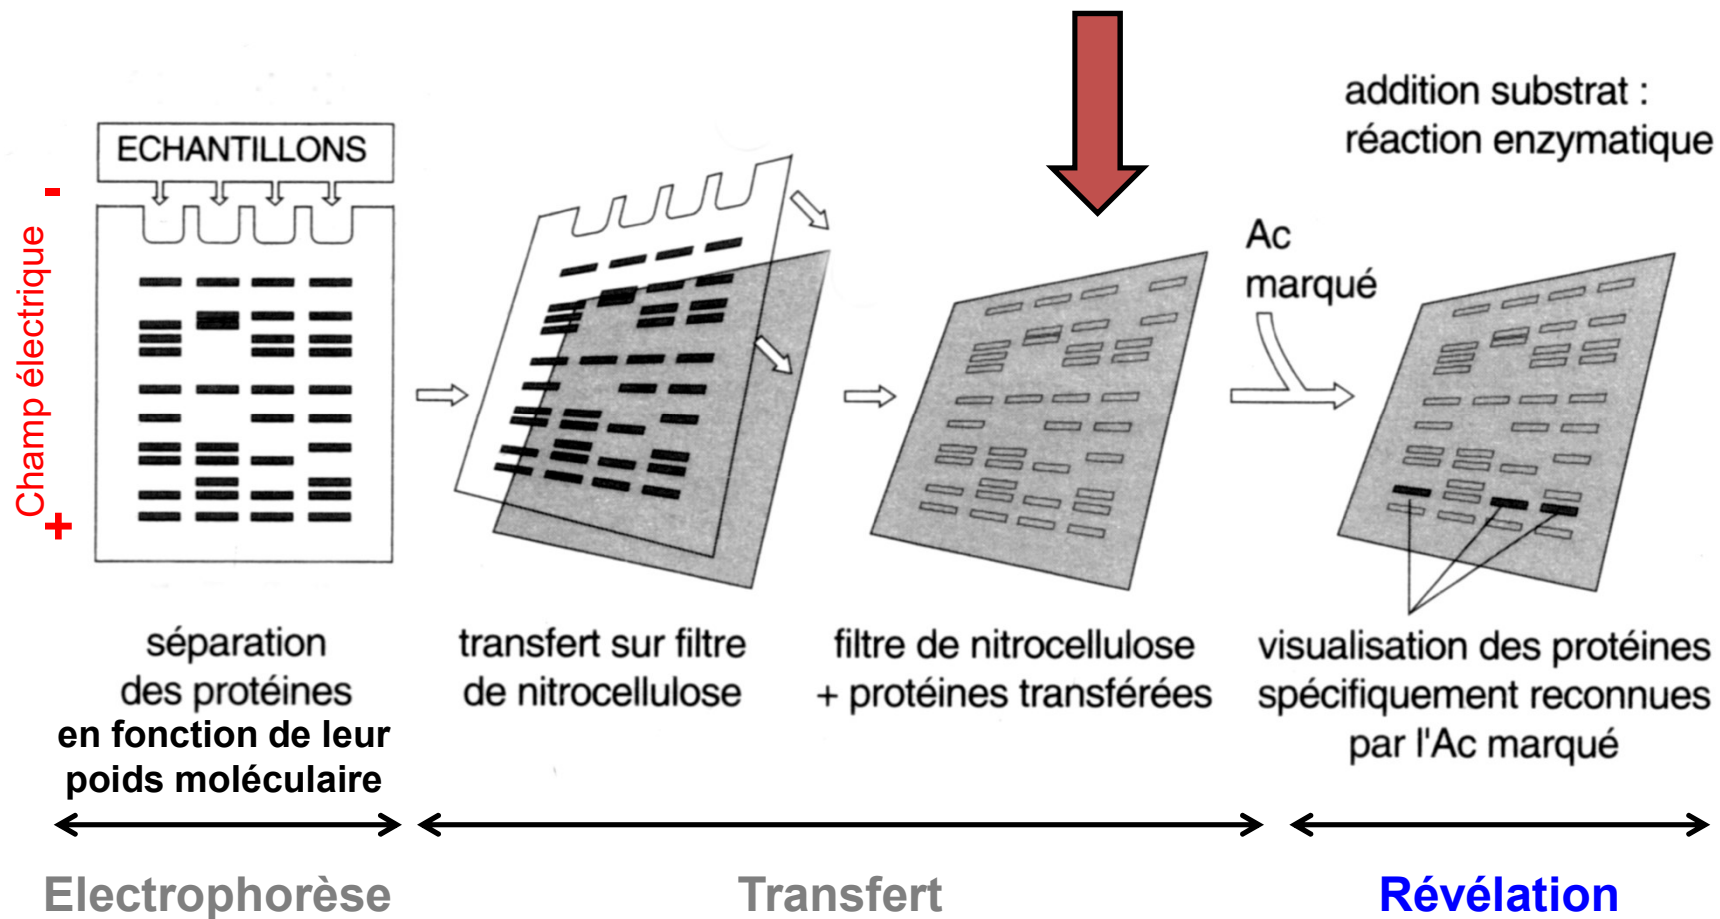 ECHANTILLONS
-
Champ électrique
+
addition substrat :
réaction enzymatique
Ac
marqué
séparation
des protéines
en fonction de leur
poids moléculaire
transfert sur filtre
de nitrocellulose
filtre de nitrocellulose
+ protéines transférées
visualisation des protéines
spécifiquement reconnues
par l'Ac marqué
Electrophorèse
Transfert
Révélation